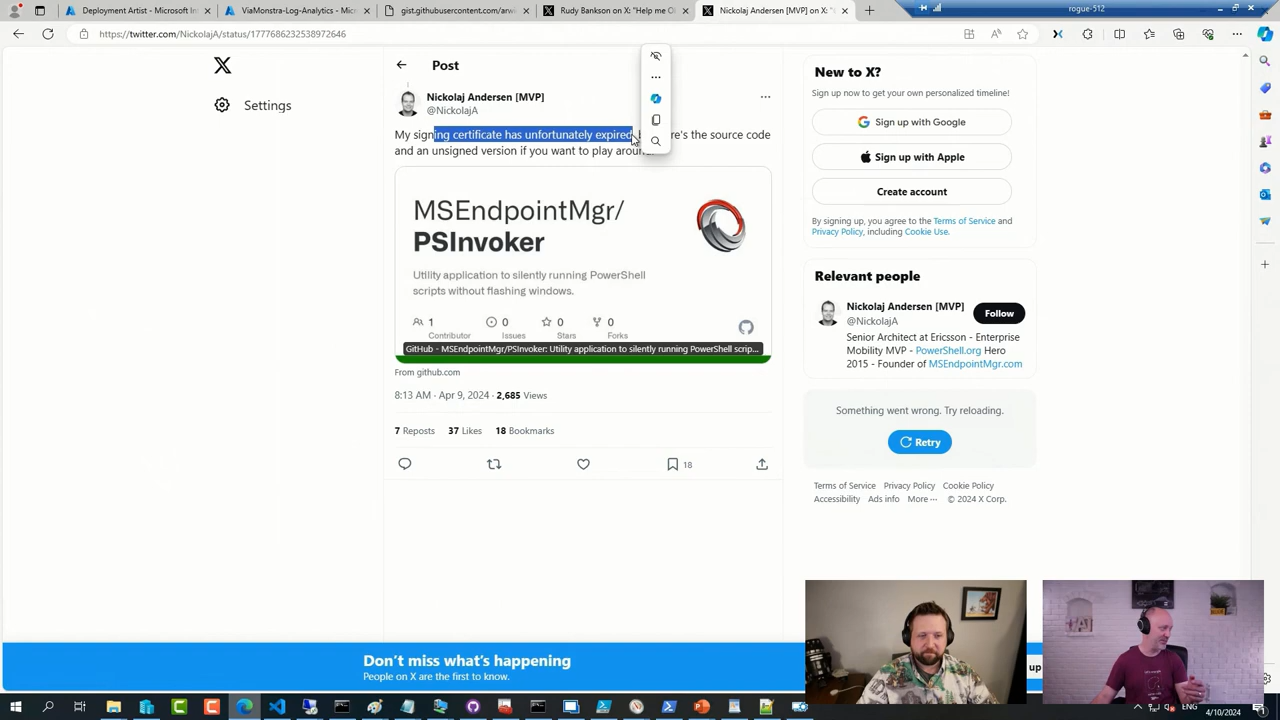 Deployment Artist - Microsoft In
ViaMonstra-Log-Analytics - Micr
gist.githubusercontent.com/arwi
Rudy Bankson on X: "Help me Ol
Nickolaj Andersen [MVP] on X: "
rogue-512
https://twitter.com/NickolajA/status/1777686232538972646
Settings
Post
Nickolaj Andersen [MVP]
@NickolajA
My signing certificate has unfortunately expired, re's the source code
and an unsigned version if you want to play around.
MSEndpointMgr/
PSInvoker
Utility application to silently running PowerShell
scripts without flashing windows.
1
Contributor
0
Issues
0
Stars
0
Forks
GitHub - MSEndpointMgr/PSInvoker: Utility application to silently running PowerShell scrip...
From github.com
8:13 AM · Apr 9, 2024 · 2,685 Views
7 Reposts 37 Likes 18 Bookmarks
18
New to X?
Sign up now to get your own personalized timeline!
Sign up with Google
Sign up with Apple
Create account
By signing up, you agree to the Terms of Service and
Privacy Policy, including Cookie Use.
Relevant people
Nickolaj Andersen [MVP]
@NickolajA
Follow
Senior Architect at Ericsson - Enterprise
Mobility MVP - PowerShell.org Hero
2015 - Founder of MSEndpointMgr.com
Something went wrong. Try reloading.
Retry
Terms of Service Privacy Policy Cookie Policy
Accessibility Ads info More ··· © 2024 X Corp.
Don't miss what's happening
People on X are the first to know.
up
ENG
4/10/2024